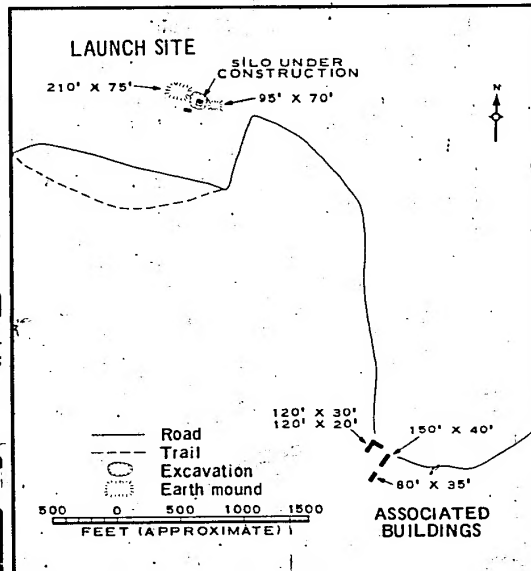 LAUNCH SITE
SILO UNDER
CONSTRUCTION
210' X 75'
95' X 70'
N
120' X 30'
120' X 20'
150' X 40'
80' X 35'
Road
Trail
Excavation
Earth mound
500 0 500 1000 1500
FEET (APPROXIMATE)
ASSOCIATED
BUILDINGS